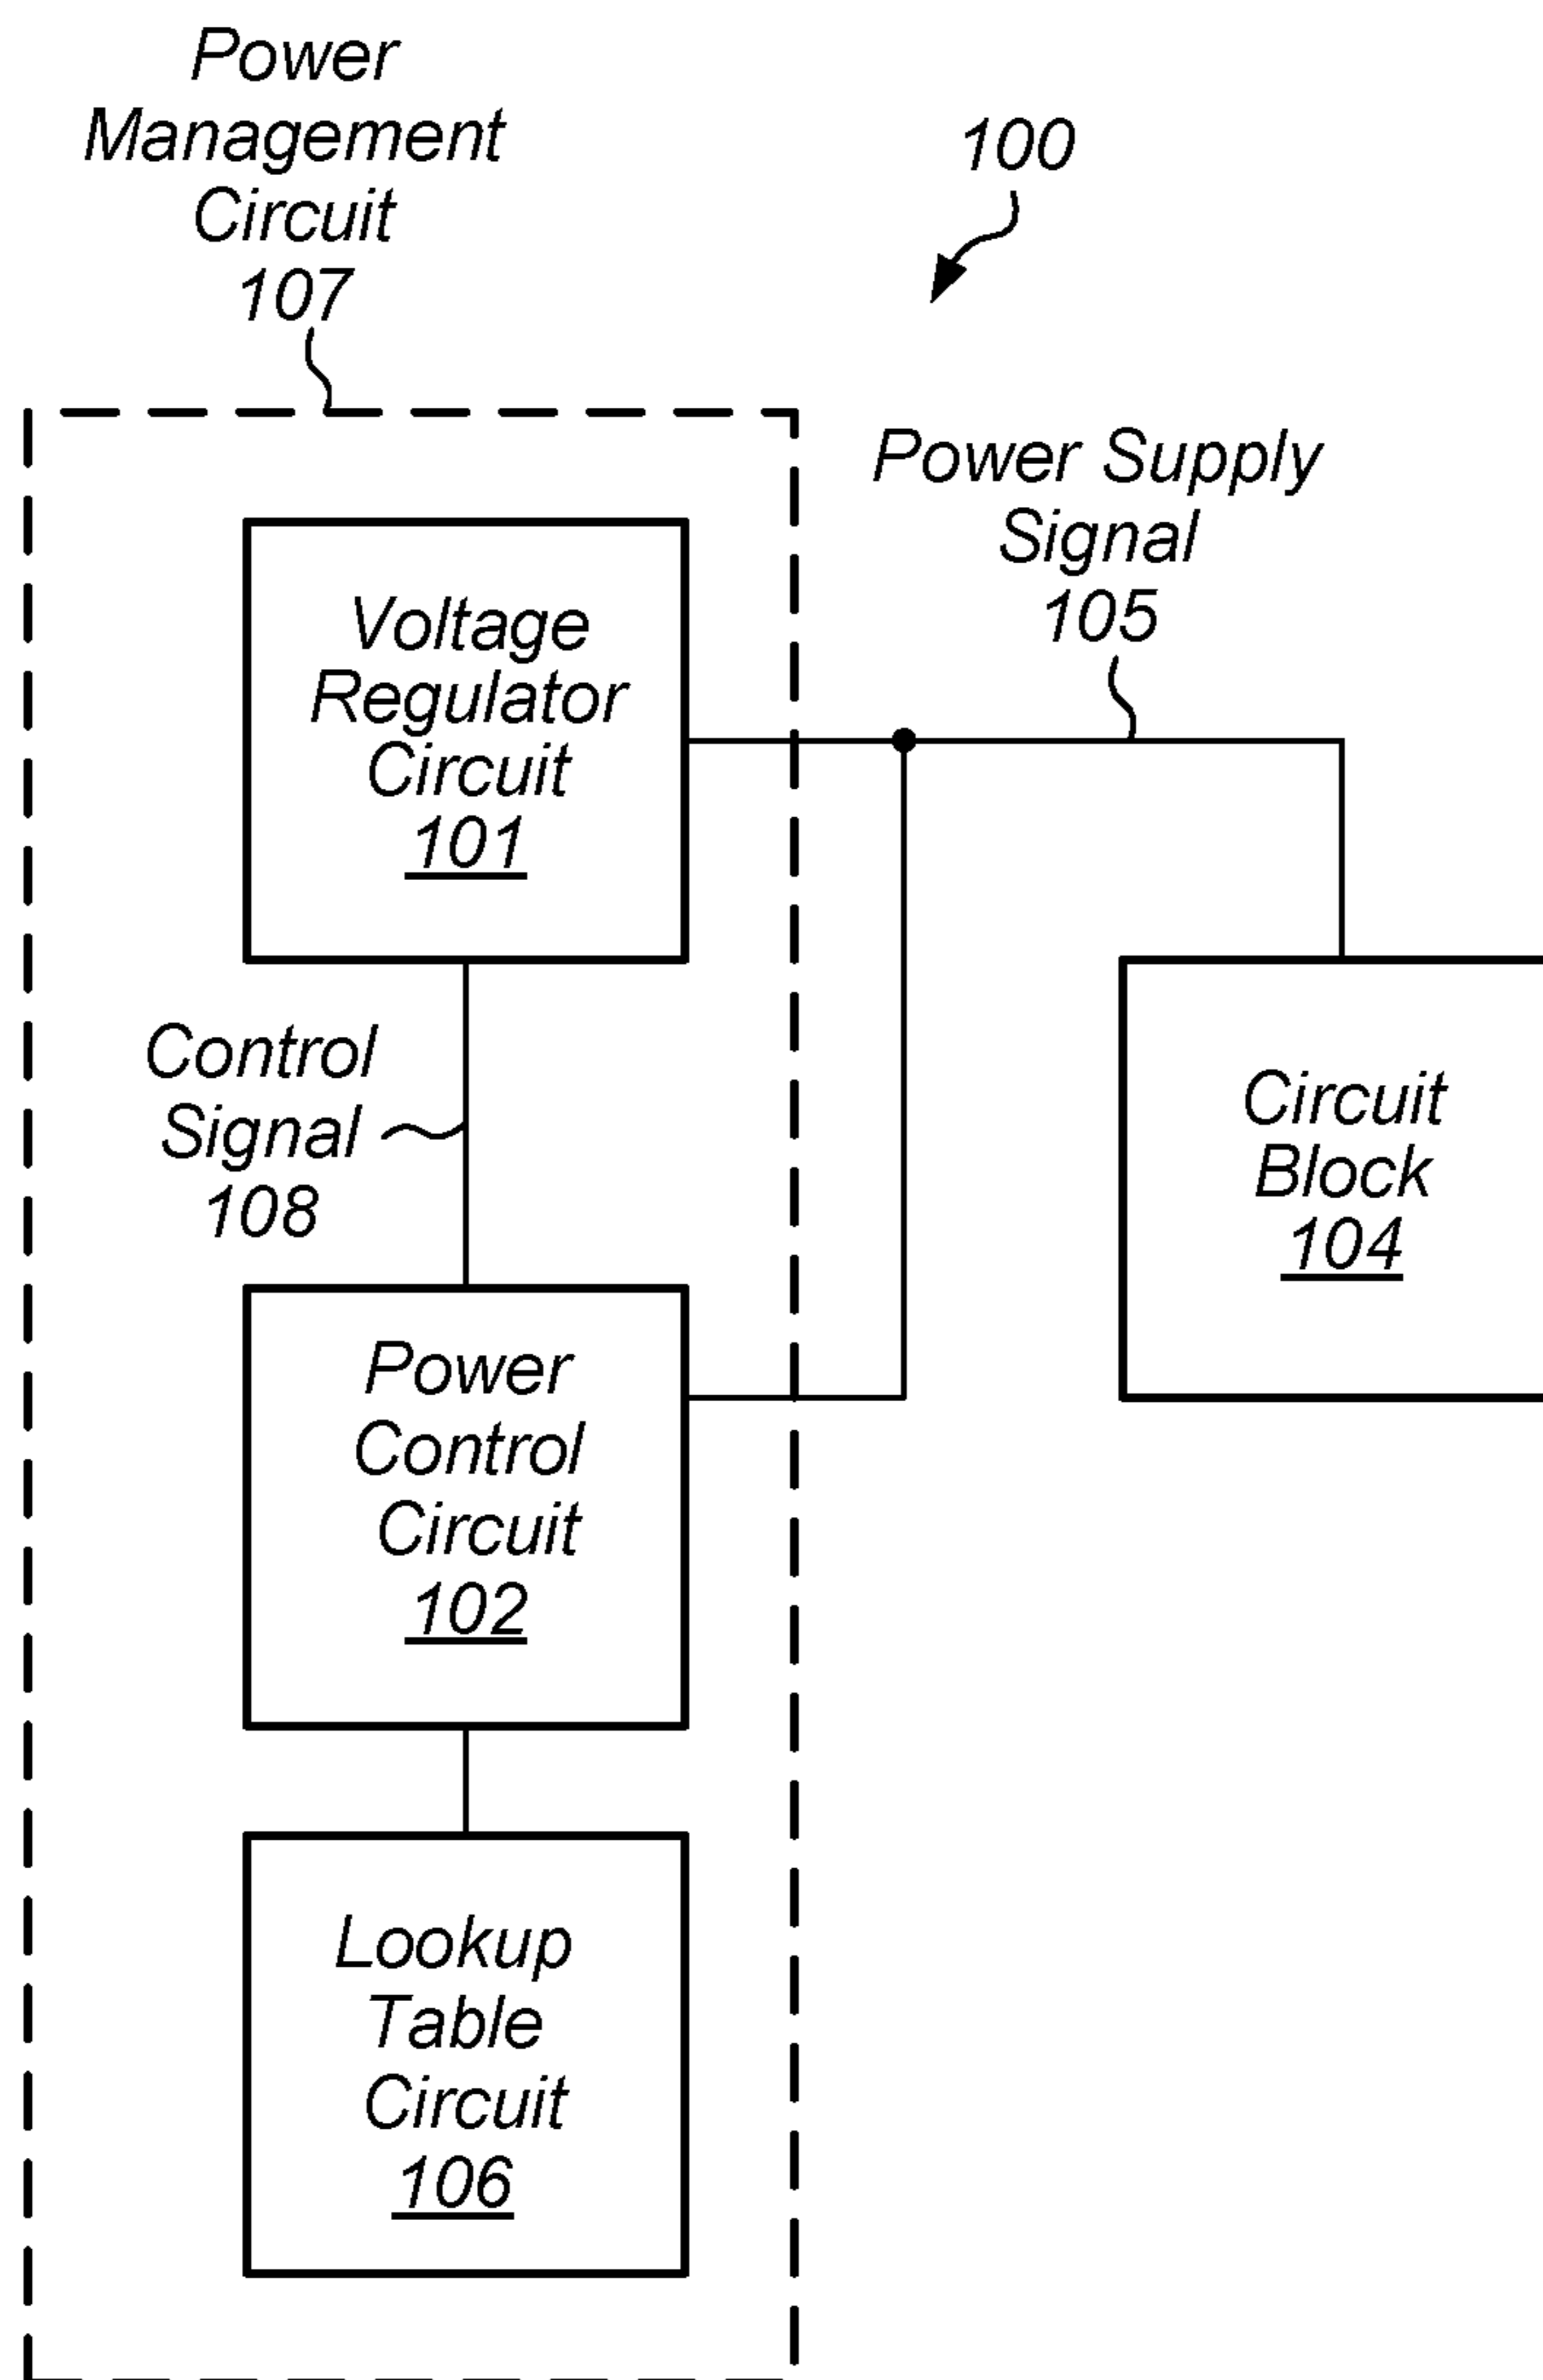 Power
Management
Circuit
107
100
Power Supply
Signal
105
Voltage
Regulator
Circuit
101
Control
Signal
108
Circuit
Block
104
Power
Control
Circuit
102
Lookup
Table
Circuit
106